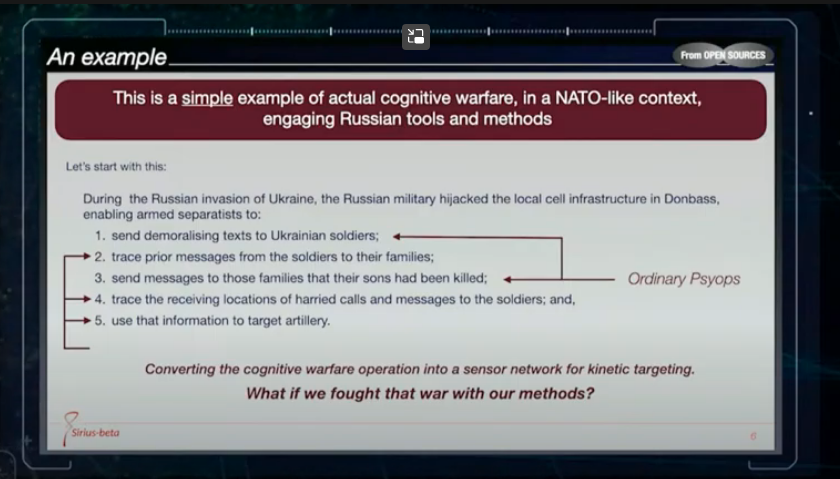 An example
From OPEN SOURCES
This is a simple example of actual cognitive warfare, in a NATO-like context,
engaging Russian tools and methods
Let's start with this:
During the Russian invasion of Ukraine, the Russian military hijacked the local cell infrastructure in Donbass,
enabling armed separatists to:
1. send demoralising texts to Ukrainian soldiers;
2. trace prior messages from the soldiers to their families;
3. send messages to those families that their sons had been killed;
Ordinary Psyops
4. trace the receiving locations of harried calls and messages to the soldiers; and,
5. use that information to target artillery.
Converting the cognitive warfare operation into a sensor network for kinetic targeting.
What if we fought that war with our methods?
Sirius-beta
6